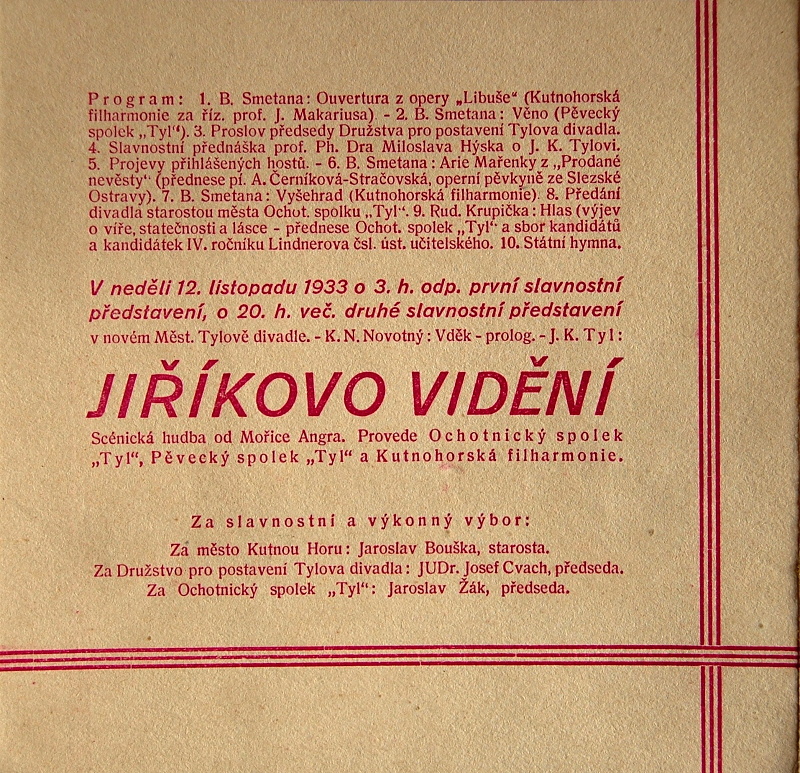 Program: 1. B. Smetana: Ouvertura z opery „Libuše“ (Kutnohorská
filharmonie za říz. prof. J. Makariusa) - 2. B. Smetana: Věno (Pěvecký
spolek „Tyl“). 3. Proslov předsedy Družstva pro postavení Tylova divadla.
4. Slavnostní přednáška prof. Ph. Dra Miloslava Hýska o J. K. Tylovi.
5. Projevy přihlášených hostů. - 6. B. Smetana: Arie Mařenky z „Prodané
nevěsty“ (přednese pí. A. Černíková-Stračovská, operní pěvkyně ze Slezské
Ostravy). 7. B. Smetana: Vyšehrad (Kutnohorská filharmonie). 8. Předání
divadla starostou města Ochot. spolku „Tyl“. 9. Rud. Krupička: Hlas (výjev
o víře, statečnosti a lásce - přednese Ochot. spolek „Tyl“ a sbor kandidátů
a kandidátek IV. ročníku Lindnerova čsl. úst. učitelského. 10. Státní hymna.
V neděli 12. listopadu 1933 o 3. h. odp. první slavnostní
představení, o 20. h. več. druhé slavnostní představení
v novém Měst. Tylově divadle. - K. N. Novotný: Vděk - prolog. - J. K. Tyl:
JIŘÍKOVO VIDĚNÍ
Scénická hudba od Mořice Angra. Provede Ochotnický spolek
„Tyl“, Pěvecký spolek „Tyl“ a Kutnohorská filharmonie.
Za slavnostní a výkonný výbor:
Za město Kutnou Horu: Jaroslav Bouška, starosta.
Za Družstvo pro postavení Tylova divadla: JUDr. Josef Cvach, předseda.
Za Ochotnický spolek „Tyl“: Jaroslav Žák, předseda.